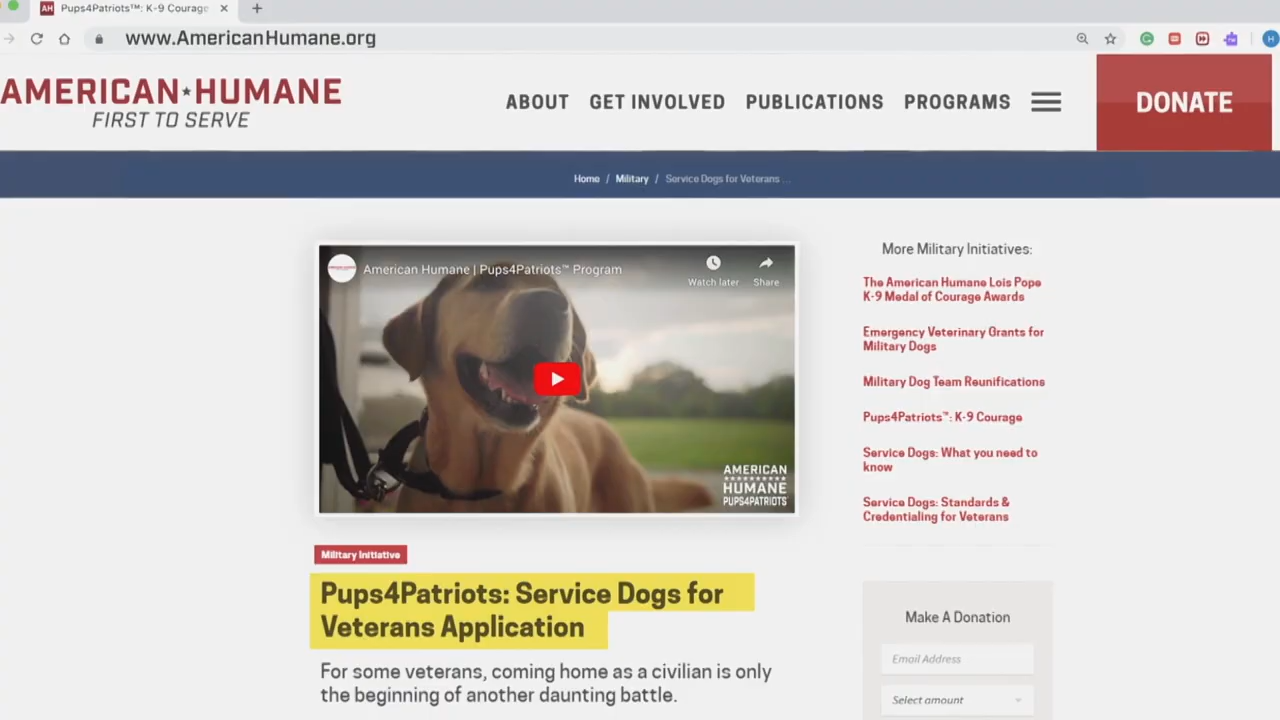 Pups4Patriots™: K-9 Courage
www.AmericanHumane.org
AMERICAN★HUMANE
FIRST TO SERVE
ABOUT
GET INVOLVED
PUBLICATIONS
PROGRAMS
DONATE
Home / Military / Service Dogs for Veterans ...
American Humane | Pups4Patriots™ Program
Watch later
Share
AMERICAN
HUMANE
PUPS4PATRIOTS
Military Initiative
Pups4Patriots: Service Dogs for
Veterans Application
For some veterans, coming home as a civilian is only
the beginning of another daunting battle.
More Military Initiatives:
The American Humane Lois Pope
K-9 Medal of Courage Awards
Emergency Veterinary Grants for
Military Dogs
Military Dog Team Reunifications
Pups4Patriots™: K-9 Courage
Service Dogs: What you need to
know
Service Dogs: Standards &
Credentialing for Veterans
Make A Donation
Email Address
Select amount